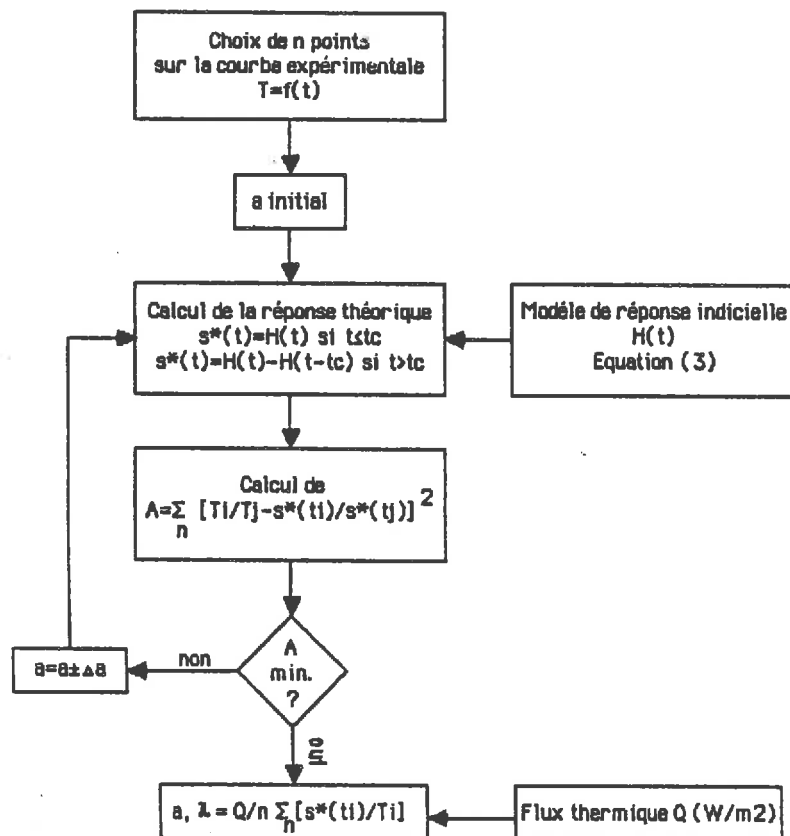 Choix de n points
sur la courbe expérimentale
T=f(t)
a initial
Calcul de la réponse théorique
s*(t)=H(t) si t≤tc
s*(t)=H(t)-H(t-tc) si t>tc
Modéle de réponse indicielle
H(t)
Equation (3)
Calcul de
A=Σ [Ti/Tj-s*(ti)/s*(tj)]²
n
A
min.
?
non
a=a±Δa
oui
a, λ = Q/n Σ[s*(ti)/Ti]
n
Flux thermique Q (W/m2)